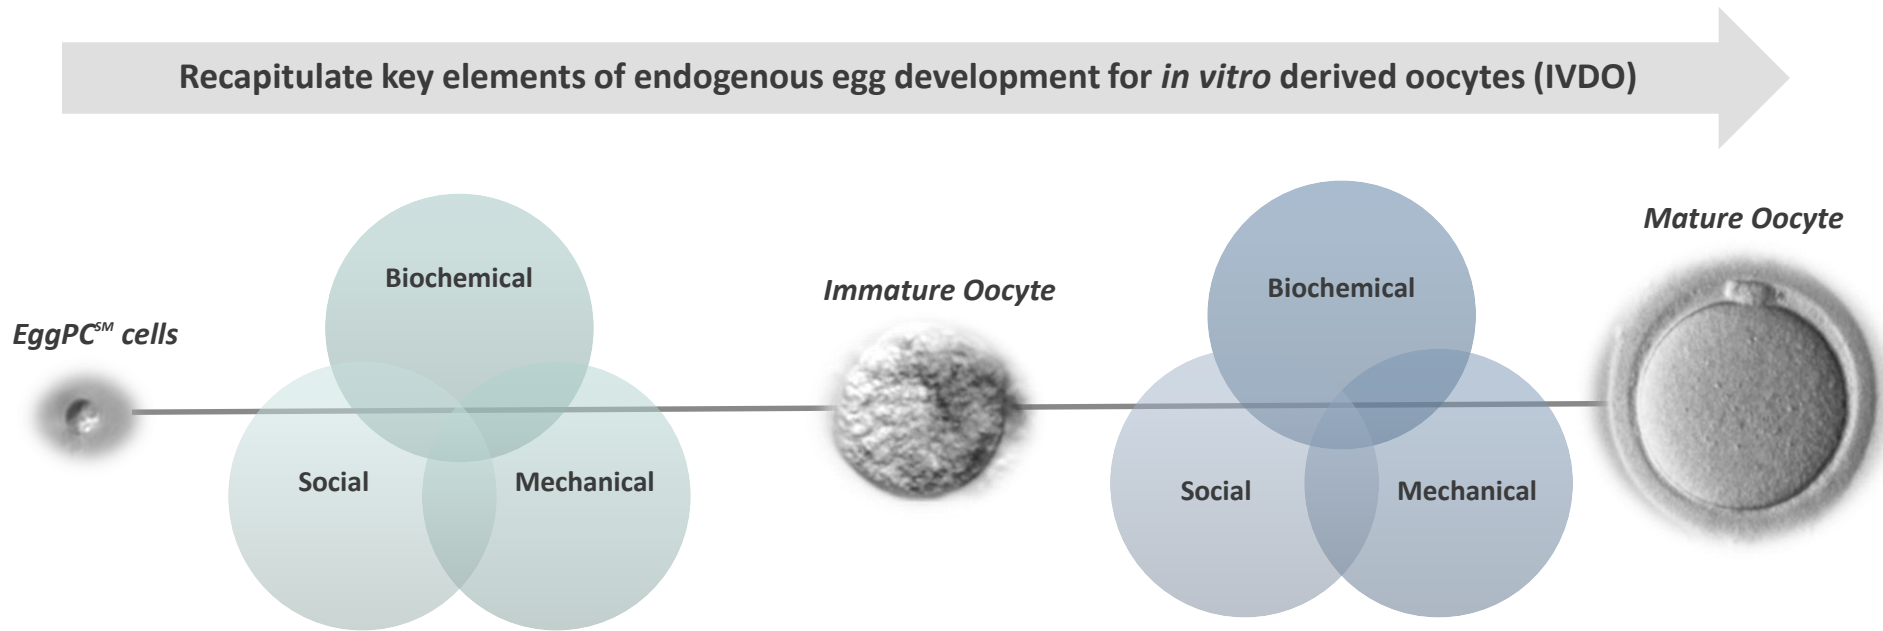 Recapitulate key elements of endogenous egg development for in vitro derived oocytes (IVDO)
EggPC℠ cells
Biochemical
Social
Mechanical
Immature Oocyte
Biochemical
Social
Mechanical
Mature Oocyte